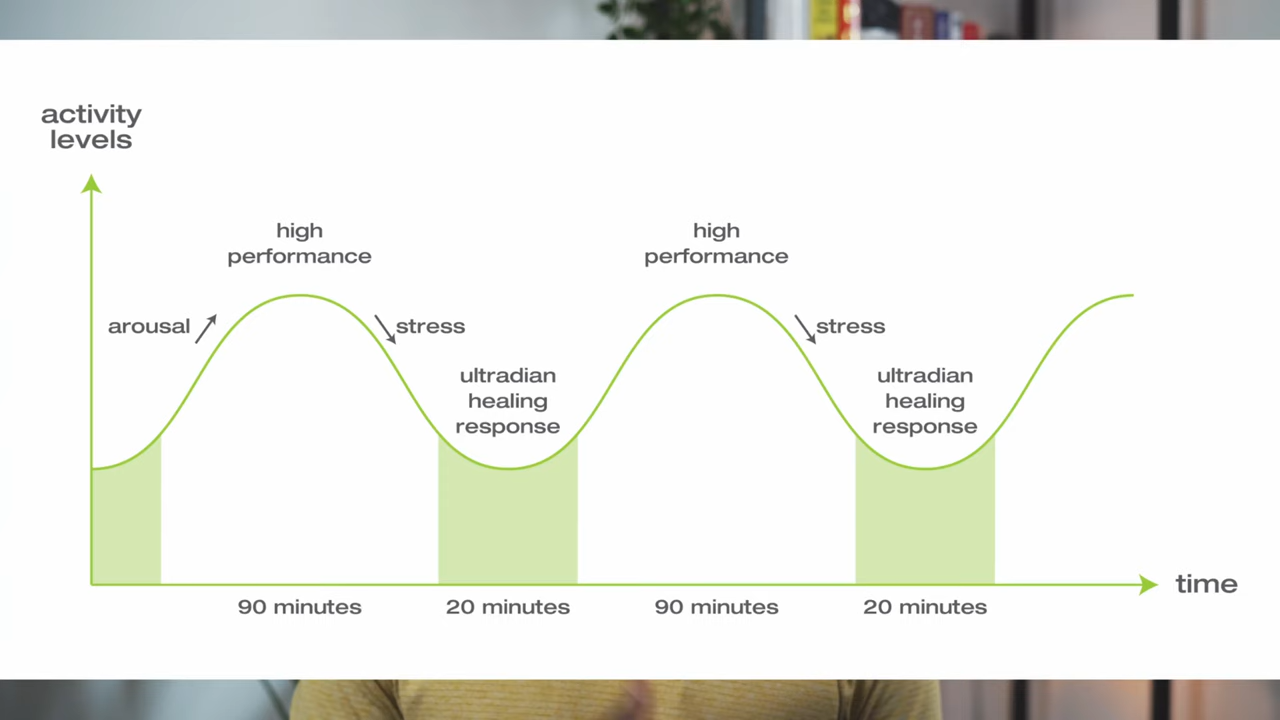 activity
levels
high
performance
high
performance
arousal
stress
stress
ultradian
healing
response
ultradian
healing
response
time
90 minutes
20 minutes
90 minutes
20 minutes